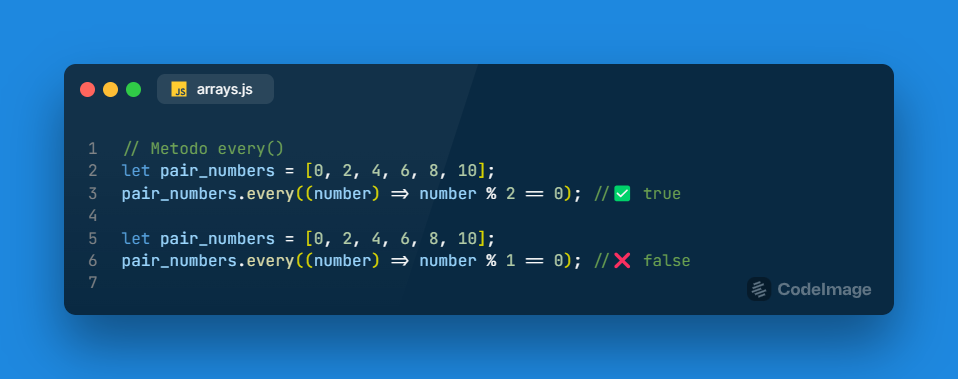 arrays.js
1 // Metodo every()
2 let pair_numbers = [0, 2, 4, 6, 8, 10];
3 pair_numbers.every((number) => number % 2 == 0); //✅ true
4
5 let pair_numbers = [0, 2, 4, 6, 8, 10];
6 pair_numbers.every((number) => number % 1 == 0); //❌ false
7
CodeImage